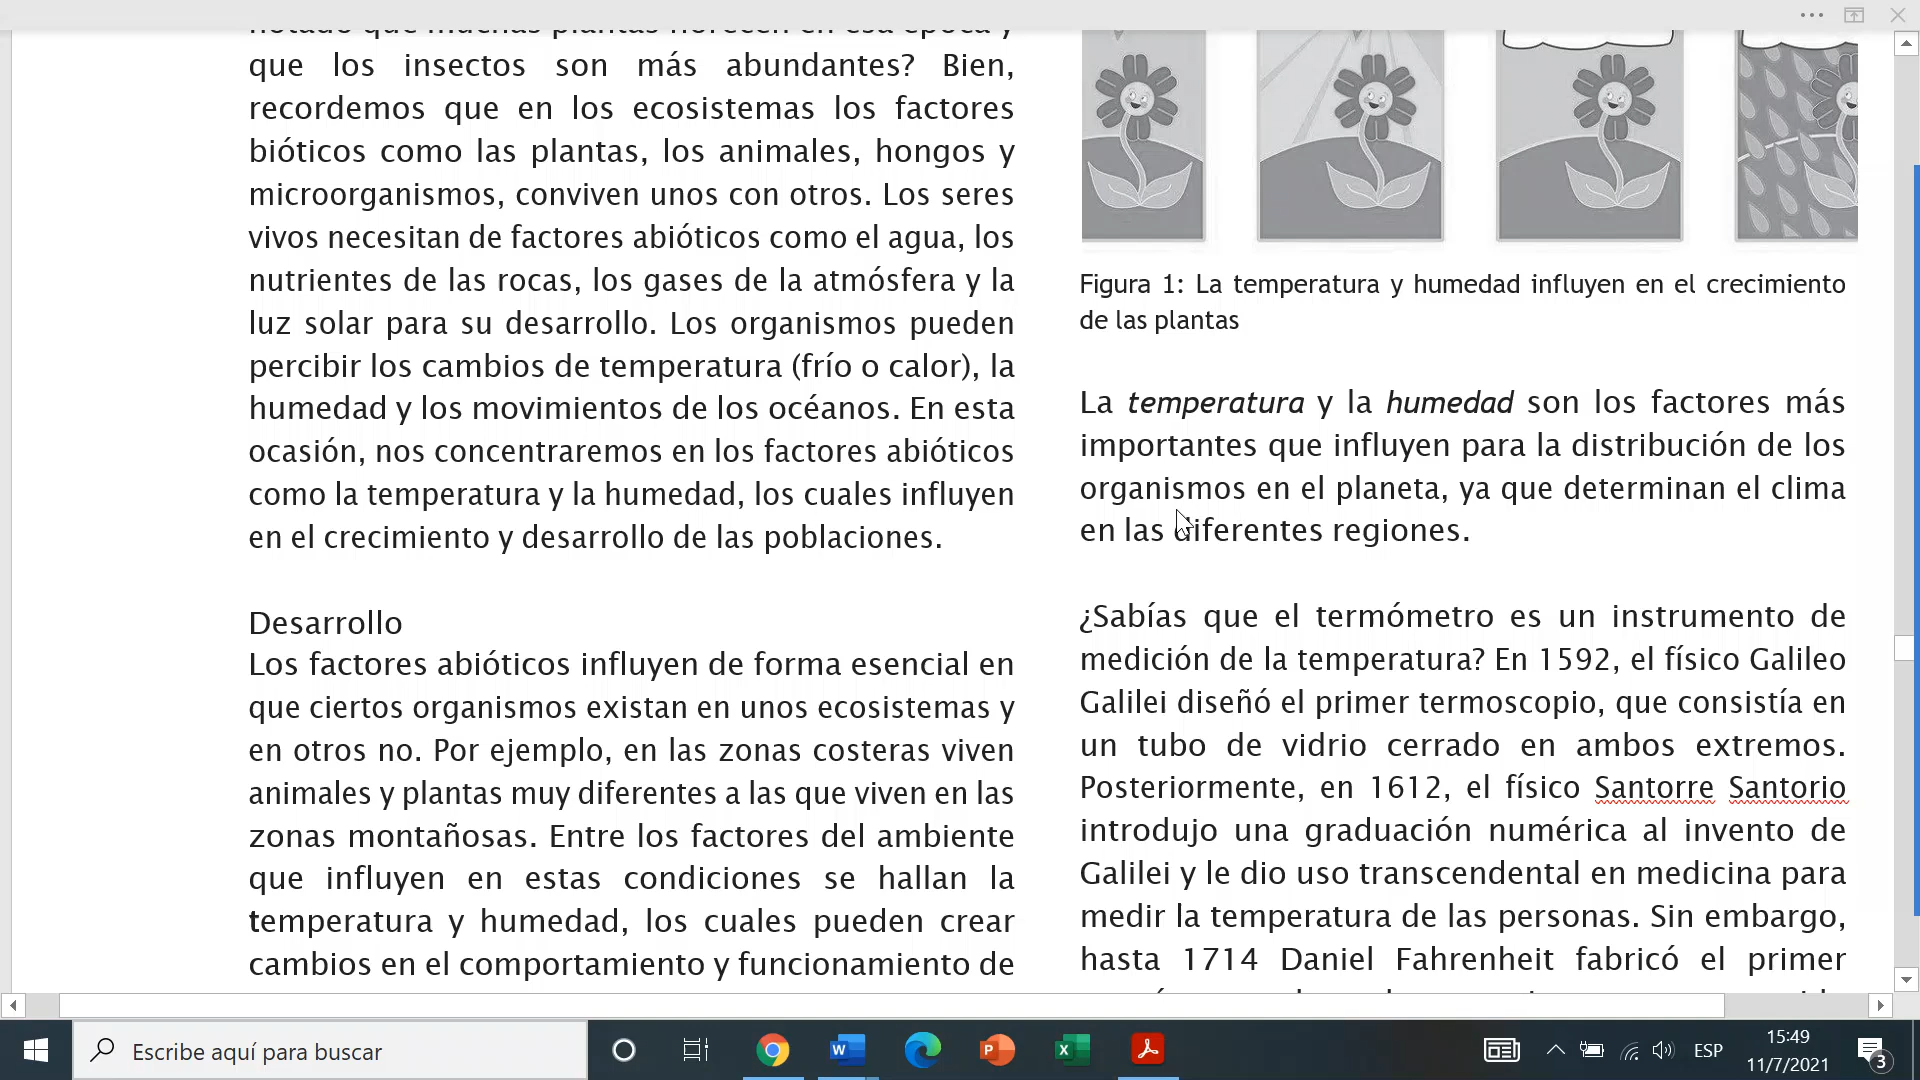 notado que muchas plantas florecen en esa época y
que los insectos son más abundantes? Bien,
recordemos que en los ecosistemas los factores
bióticos como las plantas, los animales, hongos y
microorganismos, conviven unos con otros. Los seres
vivos necesitan de factores abióticos como el agua, los
nutrientes de las rocas, los gases de la atmósfera y la
luz solar para su desarrollo. Los organismos pueden
percibir los cambios de temperatura (frío o calor), la
humedad y los movimientos de los océanos. En esta
ocasión, nos concentraremos en los factores abióticos
como la temperatura y la humedad, los cuales influyen
en el crecimiento y desarrollo de las poblaciones.
Desarrollo
Los factores abióticos influyen de forma esencial en
que ciertos organismos existan en unos ecosistemas y
en otros no. Por ejemplo, en las zonas costeras viven
animales y plantas muy diferentes a las que viven en las
zonas montañosas. Entre los factores del ambiente
que influyen en estas condiciones se hallan la
temperatura y humedad, los cuales pueden crear
cambios en el comportamiento y funcionamiento de
Figura 1: La temperatura y humedad influyen en el crecimiento
de las plantas
La temperatura y la humedad son los factores más
importantes que influyen para la distribución de los
organismos en el planeta, ya que determinan el clima
en las diferentes regiones.
¿Sabías que el termómetro es un instrumento de
medición de la temperatura? En 1592, el físico Galileo
Galilei diseñó el primer termoscopio, que consistía en
un tubo de vidrio cerrado en ambos extremos.
Posteriormente, en 1612, el físico Santorre Santorio
introdujo una graduación numérica al invento de
Galilei y le dio uso transcendental en medicina para
medir la temperatura de las personas. Sin embargo,
hasta 1714 Daniel Fahrenheit fabricó el primer
Escribe aquí para buscar
ESP
15:49
11/7/2021
3